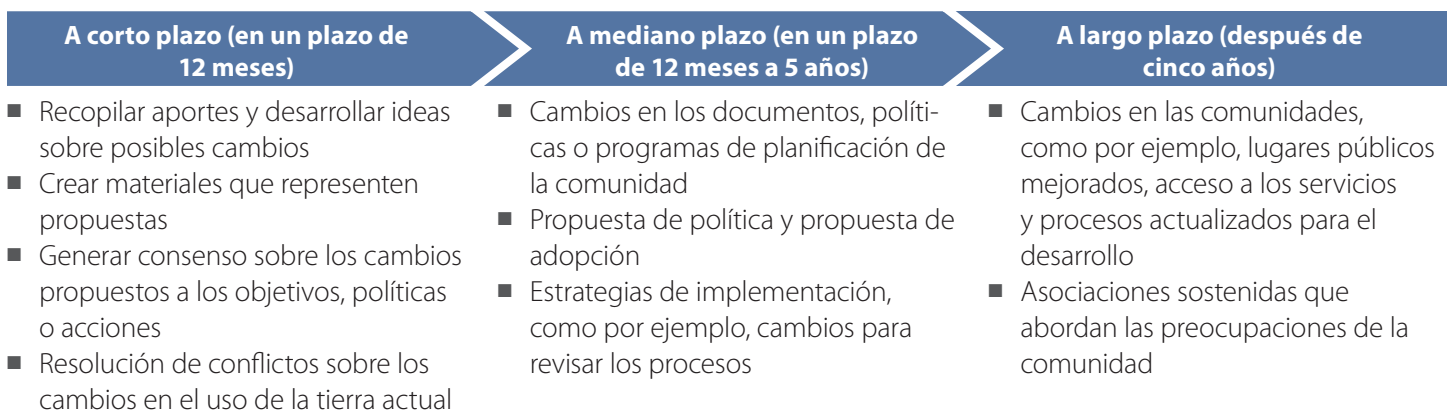 A corto plazo (en un plazo de
12 meses)
■ Recopilar aportes y desarrollar ideas
sobre posibles cambios
■ Crear materiales que representen
propuestas
■ Generar consenso sobre los cambios
propuestos a los objetivos, políticas
o acciones
■ Resolución de conflictos sobre los
cambios en el uso de la tierra actual
A mediano plazo (en un plazo
de 12 meses a 5 años)
■ Cambios en los documentos, políti-
cas o programas de planificación de
la comunidad
■ Propuesta de política y propuesta de
adopción
■ Estrategias de implementación,
como por ejemplo, cambios para
revisar los procesos
A largo plazo (después de
cinco años)
■ Cambios en las comunidades,
como por ejemplo, lugares públicos
mejorados, acceso a los servicios
y procesos actualizados para el
desarrollo
■ Asociaciones sostenidas que
abordan las preocupaciones de la
comunidad